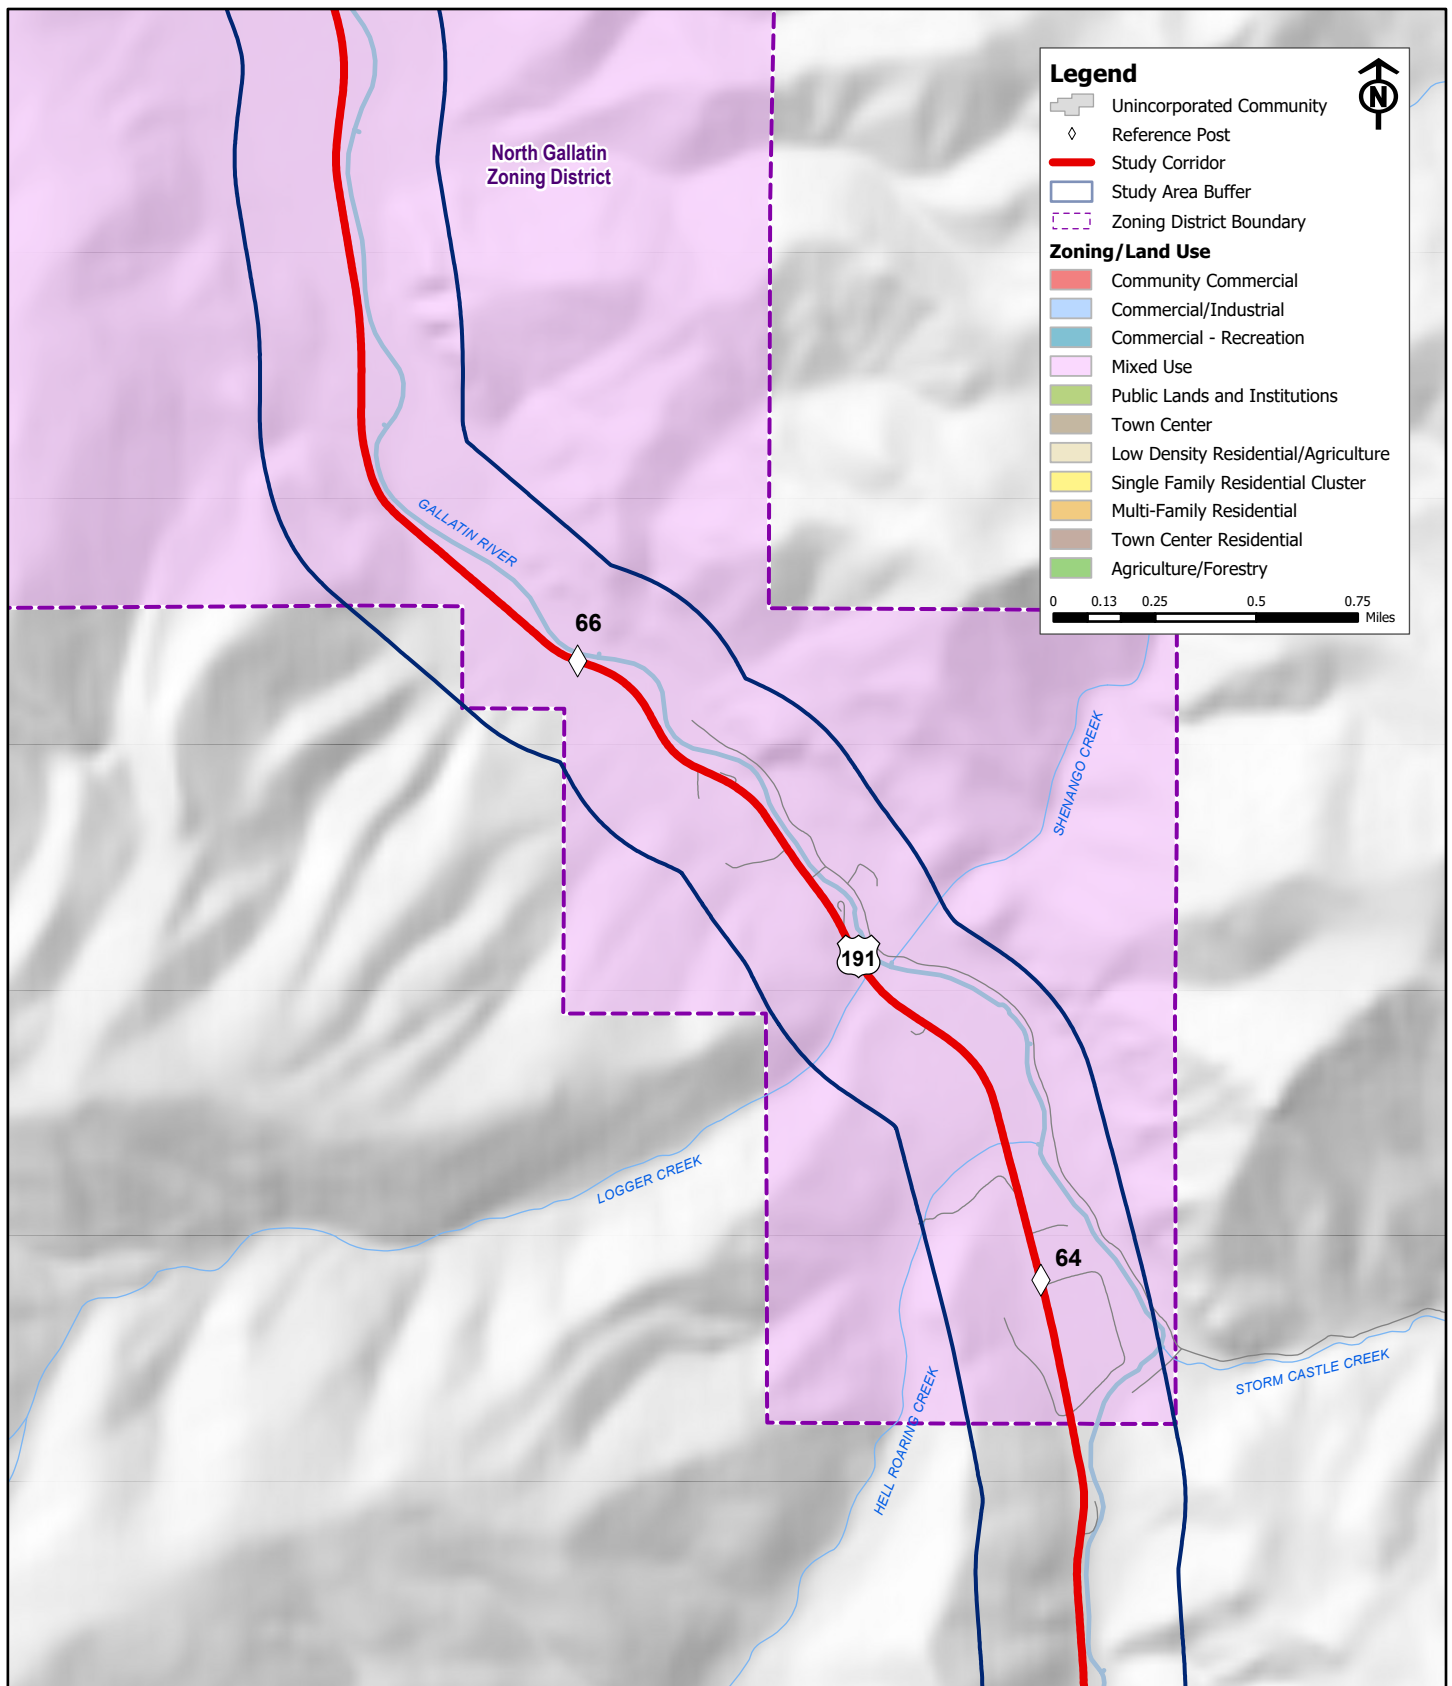 Legend
N
Unincorporated Community
Reference Post
Study Corridor
Study Area Buffer
Zoning District Boundary
Zoning/Land Use
Community Commercial
Commercial/Industrial
Commercial - Recreation
Mixed Use
Public Lands and Institutions
Town Center
Low Density Residential/Agriculture
Single Family Residential Cluster
Multi-Family Residential
Town Center Residential
Agriculture/Forestry
0 0.13 0.25 0.5 0.75
Miles
North Gallatin
Zoning District
GALLATIN RIVER
66
SHENANGO CREEK
191
LOGGER CREEK
64
STORM CASTLE CREEK
HELL ROARING CREEK